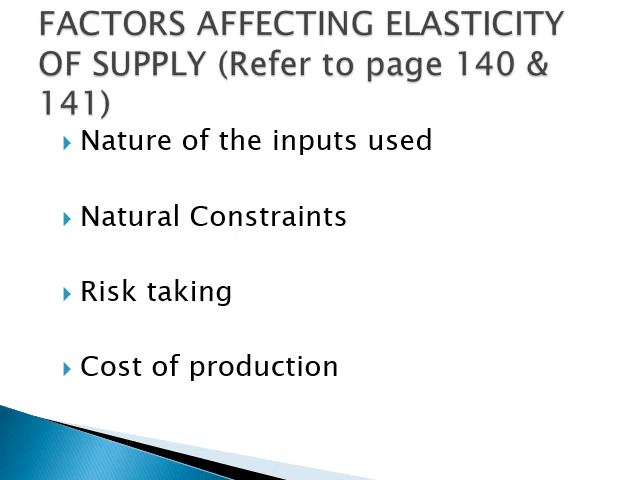 FACTORS AFFECTING ELASTICITY
OF SUPPLY (Refer to page 140 &
141)
Nature of the inputs used
Natural Constraints
Risk taking
Cost of production